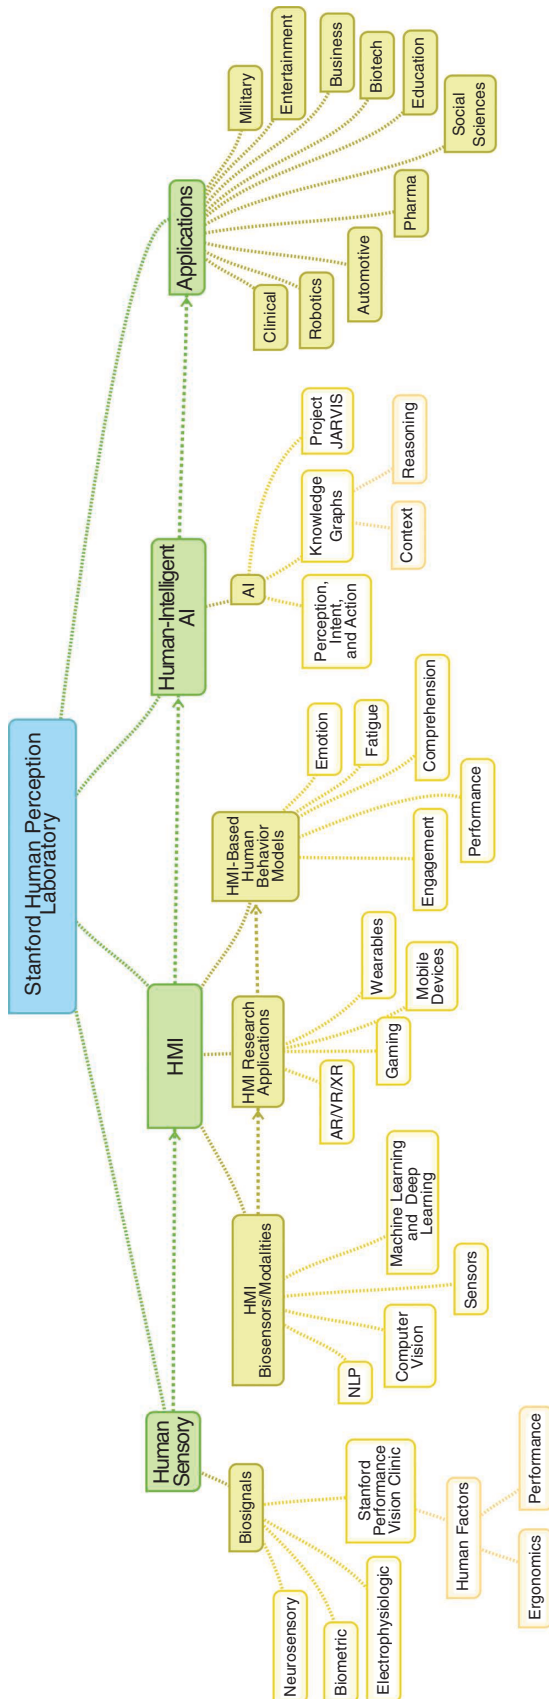 Stanford Human Perception
Laboratory
Human
Sensory
HMI
Human-Intelligent
AI
Applications
Biosignals
Neurosensory
Biometric
Electrophysiologic
Stanford
Performance
Vision Clinic
Human Factors
Ergonomics
Performance
HMI
Biosensors/Modalities
NLP
Computer
Vision
Sensors
Machine Learning
and Deep
Learning
HMI Research
Applications
AR/VR/XR
Gaming
Mobile
Devices
Wearables
HMI-Based
Human
Behavior
Models
Engagement
Performance
Comprehension
Fatigue
Emotion
AI
Perception,
Intent,
and Action
Knowledge
Graphs
Context
Reasoning
Project
JARVIS
Clinical
Robotics
Automotive
Pharma
Social
Sciences
Education
Biotech
Business
Entertainment
Military